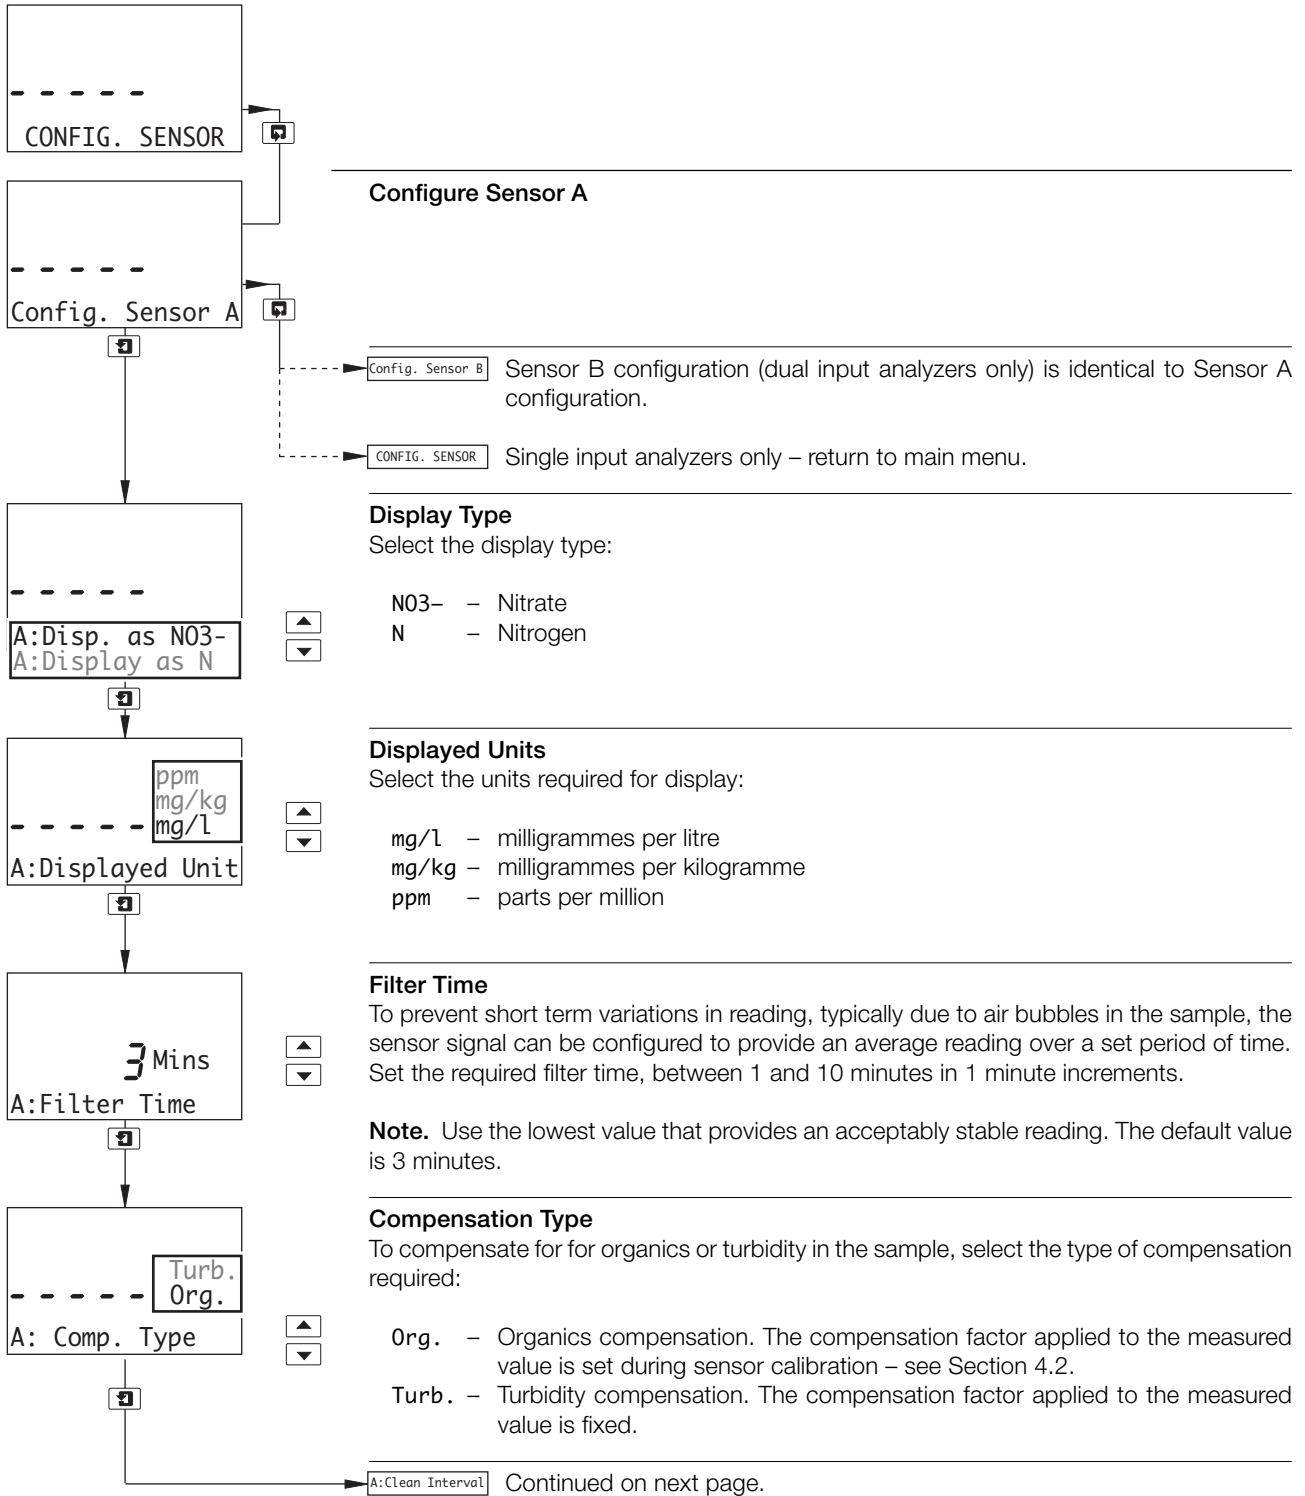 CONFIG. SENSOR
Configure Sensor A
Config. Sensor A
Config. Sensor B
Sensor B configuration (dual input analyzers only) is identical to Sensor A
configuration.
CONFIG. SENSOR
Single input analyzers only – return to main menu.
Display Type
Select the display type:
NO3– – Nitrate
N – Nitrogen
A:Disp. as NO3-
A:Display as N
Displayed Units
Select the units required for display:
ppm
mg/kg
mg/l
A:Displayed Unit
mg/l – milligrammes per litre
mg/kg – milligrammes per kilogramme
ppm – parts per million
Filter Time
To prevent short term variations in reading, typically due to air bubbles in the sample, the
sensor signal can be configured to provide an average reading over a set period of time.
Set the required filter time, between 1 and 10 minutes in 1 minute increments.
3 Mins
A:Filter Time
Note. Use the lowest value that provides an acceptably stable reading. The default value
is 3 minutes.
Compensation Type
To compensate for for organics or turbidity in the sample, select the type of compensation
required:
Turb.
Org.
A: Comp. Type
Org. – Organics compensation. The compensation factor applied to the measured
value is set during sensor calibration – see Section 4.2.
Turb. – Turbidity compensation. The compensation factor applied to the measured
value is fixed.
A:Clean Interval
Continued on next page.